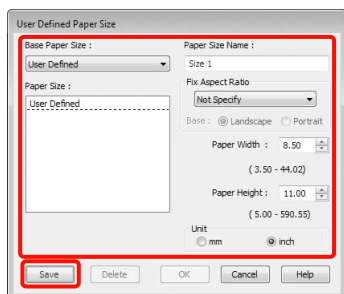 User Defined Paper Size
Base Paper Size :
User Defined
Paper Size :
User Defined
Paper Size Name :
Size 1
Fix Aspect Ratio
Not Specify
Base : Landscape Portrait
Paper Width : 8.50
( 3.50 - 44.02)
Paper Height : 11.00
( 5.00 - 590.55)
Unit
mm inch
Save Delete OK Cancel Help